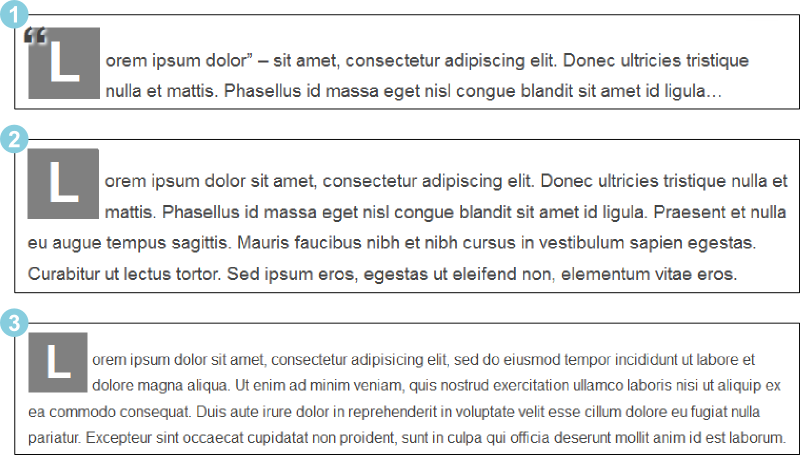 1
“Lorem ipsum dolor” – sit amet, consectetur adipiscing elit. Donec ultricies tristique
nulla et mattis. Phasellus id massa eget nisl congue blandit sit amet id ligula…
2
Lorem ipsum dolor sit amet, consectetur adipiscing elit. Donec ultricies tristique nulla et
mattis. Phasellus id massa eget nisl congue blandit sit amet id ligula. Praesent et nulla
eu augue tempus sagittis. Mauris faucibus nibh et nibh cursus in vestibulum sapien egestas.
Curabitur ut lectus tortor. Sed ipsum eros, egestas ut eleifend non, elementum vitae eros.
3
Lorem ipsum dolor sit amet, consectetur adipisicing elit, sed do eiusmod tempor incididunt ut labore et
dolore magna aliqua. Ut enim ad minim veniam, quis nostrud exercitation ullamco laboris nisi ut aliquip ex
ea commodo consequat. Duis aute irure dolor in reprehenderit in voluptate velit esse cillum dolore eu fugiat nulla
pariatur. Excepteur sint occaecat cupidatat non proident, sunt in culpa qui officia deserunt mollit anim id est laborum.